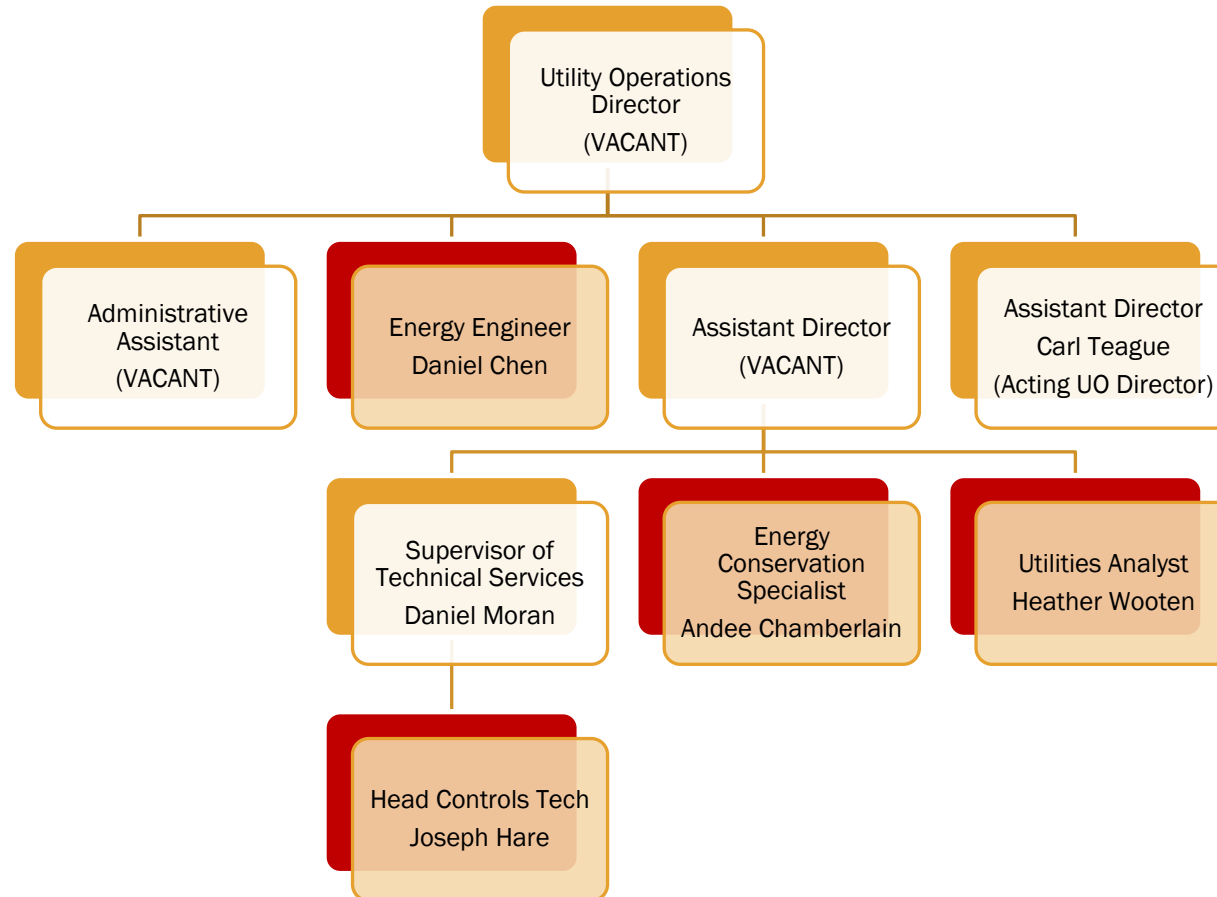 Utility Operations
Director
(VACANT)
Administrative
Assistant
(VACANT)
Energy Engineer
Daniel Chen
Assistant Director
(VACANT)
Assistant Director
Carl Teague
(Acting UO Director)
Supervisor of
Technical Services
Daniel Moran
Energy
Conservation
Specialist
Andee Chamberlain
Utilities Analyst
Heather Wooten
Head Controls Tech
Joseph Hare